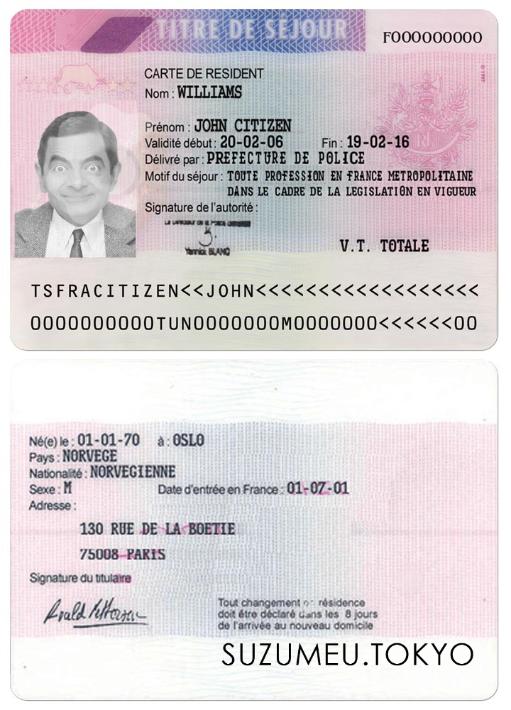 TITRE DE SÉJOUR
F000000000
CARTE DE RESIDENT
Nom : WILLIAMS
Prénom : JOHN CITIZEN
Validité début : 20-02-06 Fin : 19-02-16
Délivré par : PREFECTURE DE POLICE
Motif du séjour : TOUTE PROFESSION EN FRANCE METROPOLITAINE
DANS LE CADRE DE LA LEGISLATION EN VIGUEUR
Signature de l'autorité :
Yannick BLANC
V.T. TOTALE
TSFRACITIZEN<<JOHN<<<<<<<<<<<<<<<<<<
0000000000TUN0000000M0000000<<<<<<00
Né(e) le : 01-01-70 à : OSLO
Pays : NORVEGE
Nationalité : NORVEGIENNE
Sexe : M Date d'entrée en France : 01-07-01
Adresse :
130 RUE DE LA BOETIE
75008 PARIS
Signature du titulaire
Tout changement de résidence
doit être déclaré dans les 8 jours
de l'arrivée au nouveau domicile
SUZUMEU.TOKYO